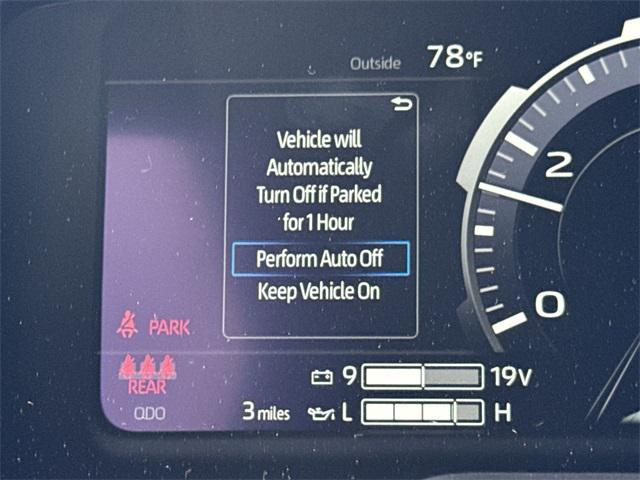 Outside 78°F
Vehicle will
Automatically
Turn Off if Parked
for 1 Hour
Perform Auto Off
Keep Vehicle On
2
0
PARK
REAR
ODO
3 miles
9 19V
L H